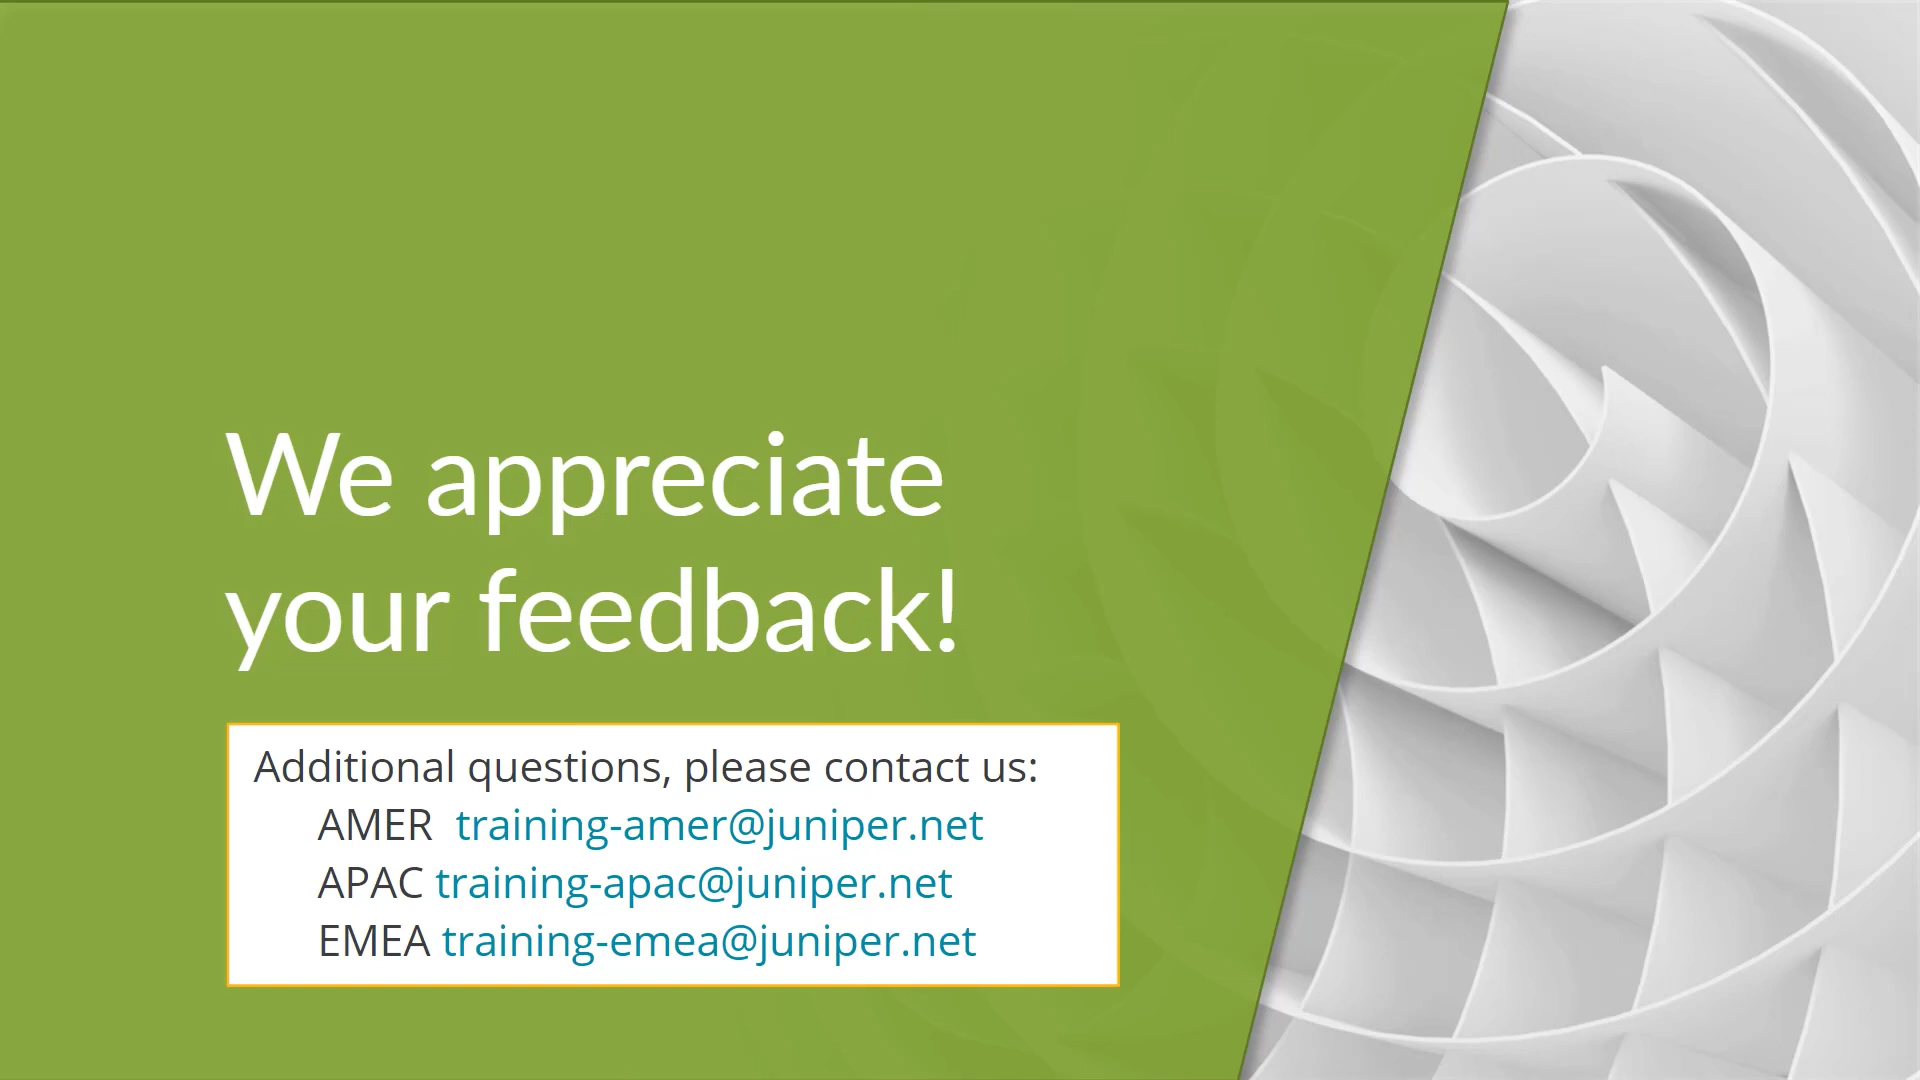 We appreciate
your feedback!
Additional questions, please contact us:
AMER training-amer@juniper.net
APAC training-apac@juniper.net
EMEA training-emea@juniper.net